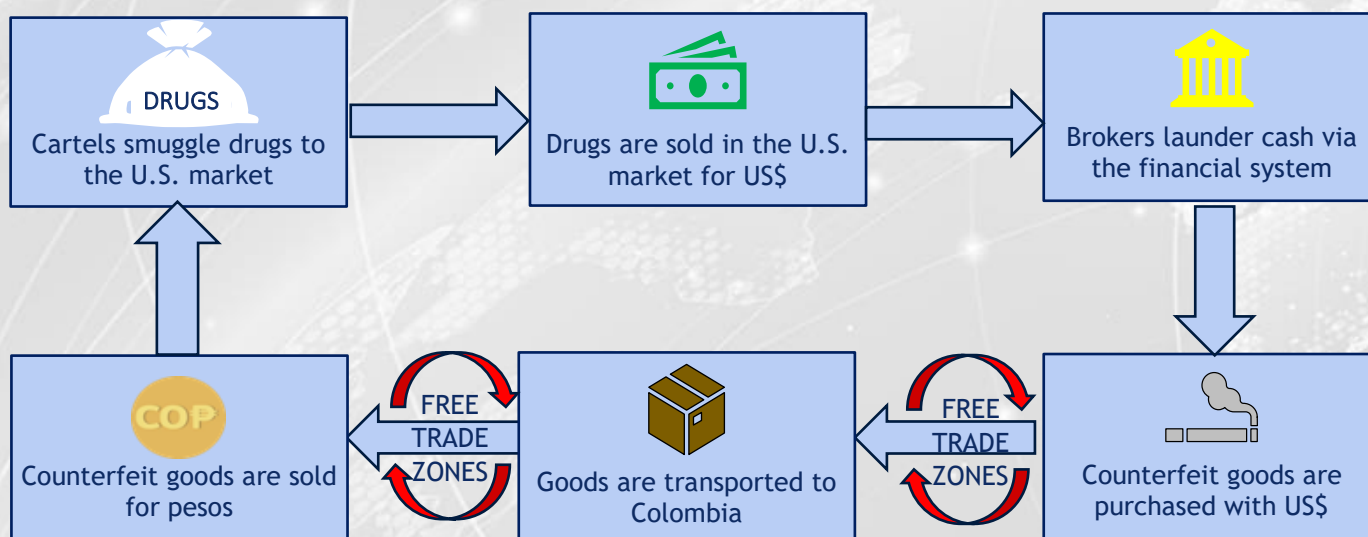 DRUGS
Cartels smuggle drugs to
the U.S. market
Drugs are sold in the U.S.
market for US$
Brokers launder cash via
the financial system
COP
Counterfeit goods are sold
for pesos
FREE
TRADE
ZONES
Goods are transported to
Colombia
FREE
TRADE
ZONES
Counterfeit goods are
purchased with US$